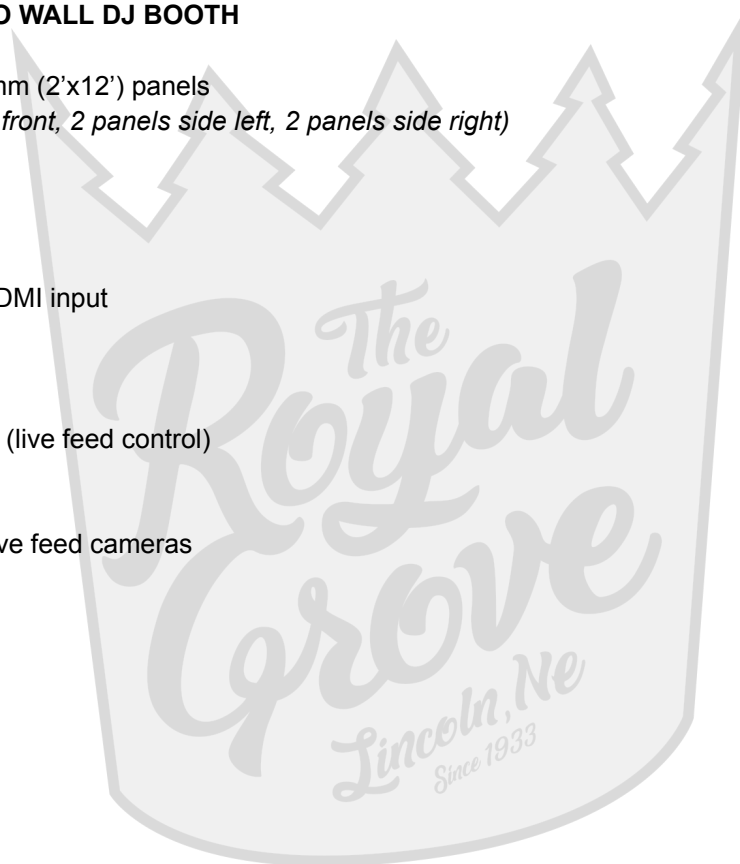 O WALL DJ BOOTH
mm (2’x12’) panels
front, 2 panels side left, 2 panels side right)
DMI input
(live feed control)
ve feed cameras
The
Royal
Grove
Lincoln, Ne
Since 1933